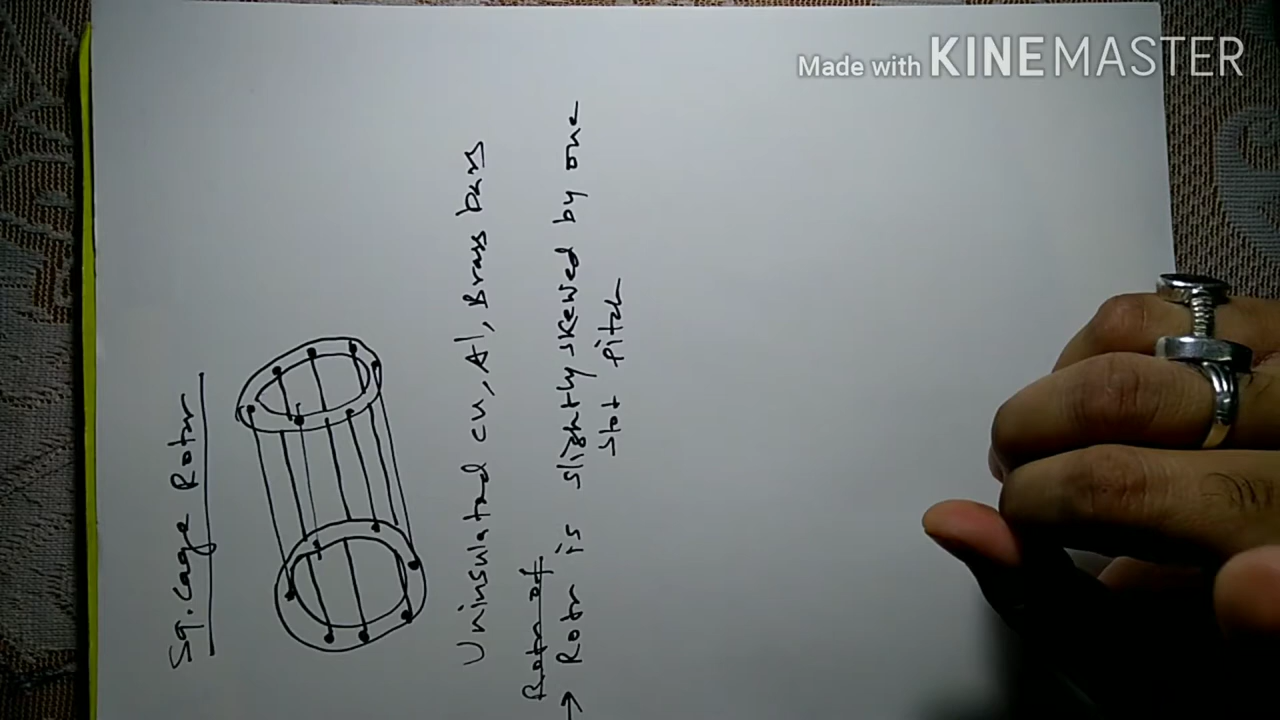 Made with KINEMASTER
Sq. Cage Rotor
Uninsulated cu, Al, Brass bars
Rotor of
→ Rotor is slightly skewed by one
slot pitch